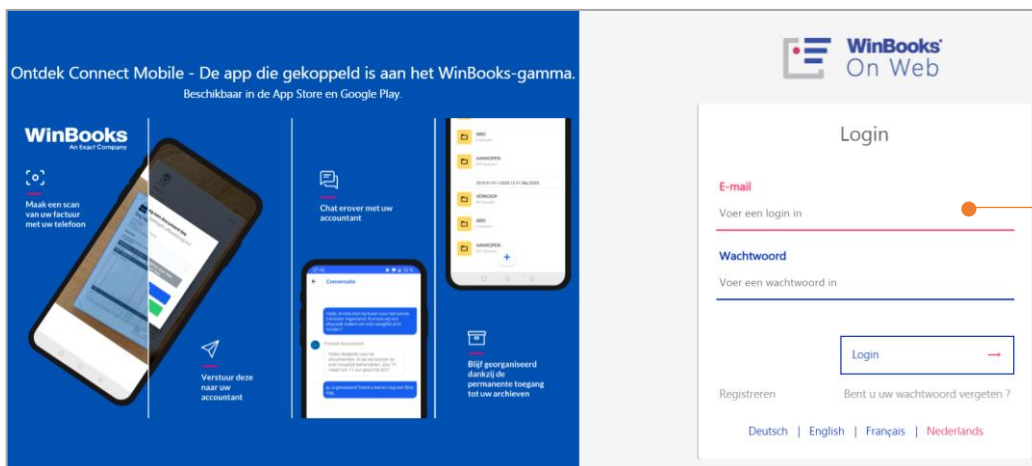 Ontdek Connect Mobile - De app die gekoppeld is aan het WinBooks-gamma.
Beschikbaar in de App Store en Google Play.
WinBooks
An Exact Company
Maak een scan
van uw factuur
met uw telefoon
Verstuur deze
naar uw
accountant
Chat erover met uw
accountant
Conversatie
AANKOPEN
VERKOOP
AANKOPEN
Blijf georganiseerd
dankzij de
permanente toegang
tot uw archieven
WinBooks
On Web
Login
E-mail
Voer een login in
Wachtwoord
Voer een wachtwoord in
Login
Registreren
Bent u uw wachtwoord vergeten ?
Deutsch | English | Français | Nederlands